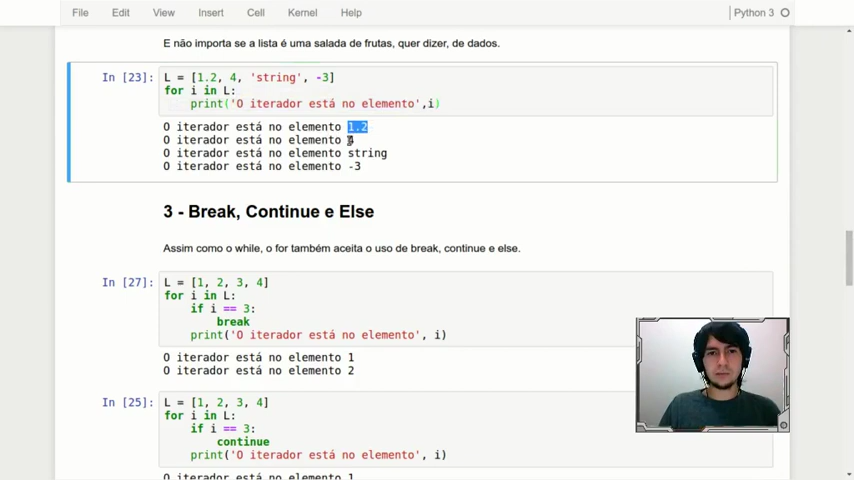 File Edit View Insert Cell Kernel Help Python 3
E não importa se a lista é uma salada de frutas, quer dizer, de dados.
In [23]: L = [1.2, 4, 'string', -3]
for i in L:
print('O iterador está no elemento',i)
O iterador está no elemento 1.2
O iterador está no elemento 4
O iterador está no elemento string
O iterador está no elemento -3
3 - Break, Continue e Else
Assim como o while, o for também aceita o uso de break, continue e else.
In [27]: L = [1, 2, 3, 4]
for i in L:
if i == 3:
break
print('O iterador está no elemento', i)
O iterador está no elemento 1
O iterador está no elemento 2
In [25]: L = [1, 2, 3, 4]
for i in L:
if i == 3:
continue
print('O iterador está no elemento', i)
O iterador está no elemento 1